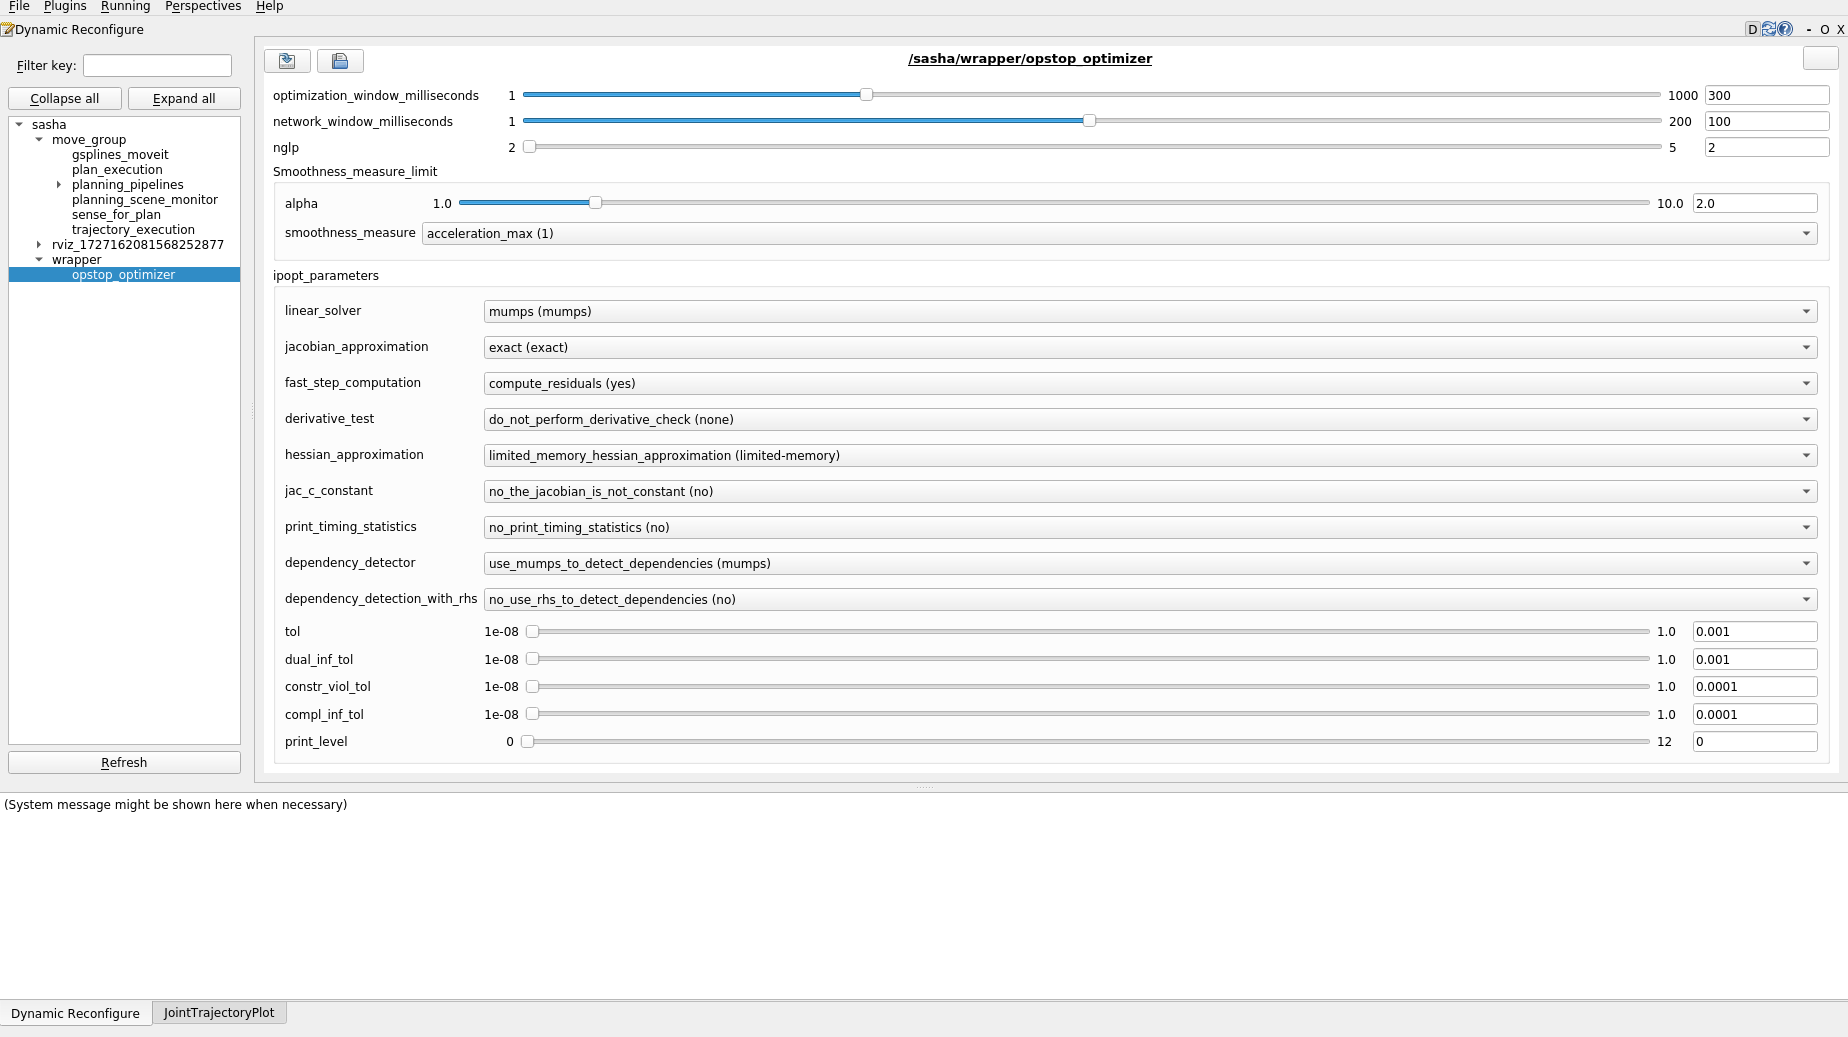 File Plugins Running Perspectives Help
Dynamic Reconfigure D - O X
Filter key:
Collapse all Expand all
sasha
move_group
gsplines_moveit
plan_execution
planning_pipelines
planning_scene_monitor
sense_for_plan
trajectory_execution
rviz_1727162081568252877
wrapper
opstop_optimizer
Refresh
/sasha/wrapper/opstop_optimizer
optimization_window_milliseconds 1 1000 300
network_window_milliseconds 1 200 100
nglp 2 5 2
Smoothness_measure_limit
alpha 1.0 10.0 2.0
smoothness_measure acceleration_max (1)
ipopt_parameters
linear_solver mumps (mumps)
jacobian_approximation exact (exact)
fast_step_computation compute_residuals (yes)
derivative_test do_not_perform_derivative_check (none)
hessian_approximation limited_memory_hessian_approximation (limited-memory)
jac_c_constant no_the_jacobian_is_not_constant (no)
print_timing_statistics no_print_timing_statistics (no)
dependency_detector use_mumps_to_detect_dependencies (mumps)
dependency_detection_with_rhs no_use_rhs_to_detect_dependencies (no)
tol 1e-08 1.0 0.001
dual_inf_tol 1e-08 1.0 0.001
constr_viol_tol 1e-08 1.0 0.0001
compl_inf_tol 1e-08 1.0 0.0001
print_level 0 12 0
(System message might be shown here when necessary)
Dynamic Reconfigure JointTrajectoryPlot